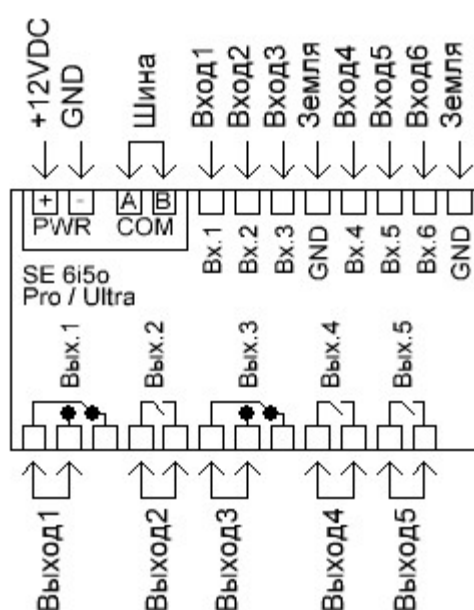 +12VDC
GND
Шина
Вход1
Вход2
Вход3
Земля
Вход4
Вход5
Вход6
Земля
+ - A B
PWR COM
Вх.1
Вх.2
Вх.3
GND
Вх.4
Вх.5
Вх.6
GND
SE 6i5o
Pro / Ultra
Вых.1
Вых.2
Вых.3
Вых.4
Вых.5
Выход1
Выход2
Выход3
Выход4
Выход5